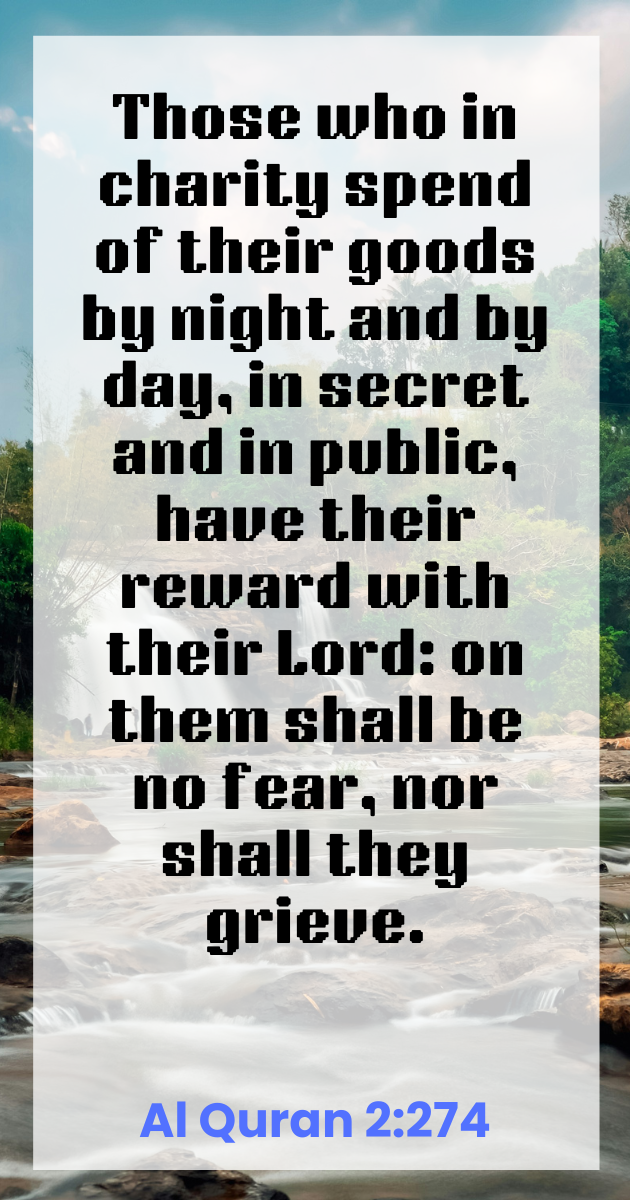 Those who in
charity spend
of their goods
by night and by
day, in secret
and in public,
have their
reward with
their Lord: on
them shall be
no fear, nor
shall they
grieve.
Al Quran 2:274